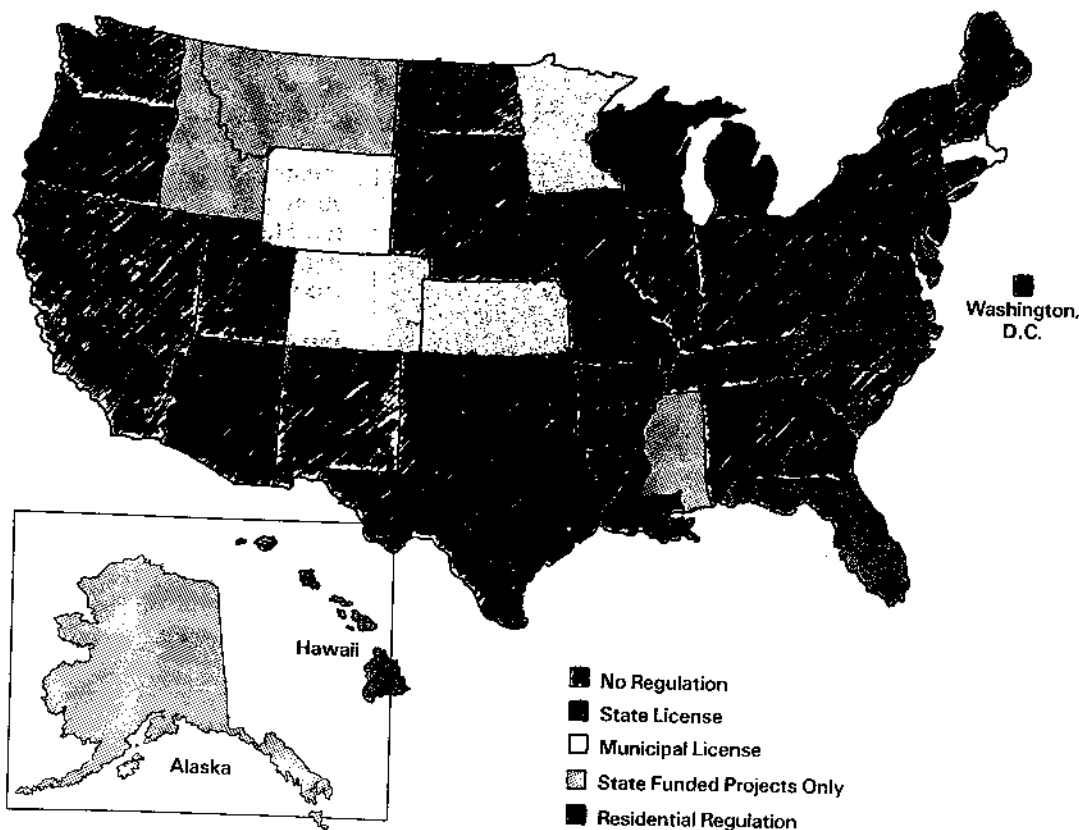 Washington,
D.C.
Hawaii
Alaska
No Regulation
State License
Municipal License
State Funded Projects Only
Residential Regulation